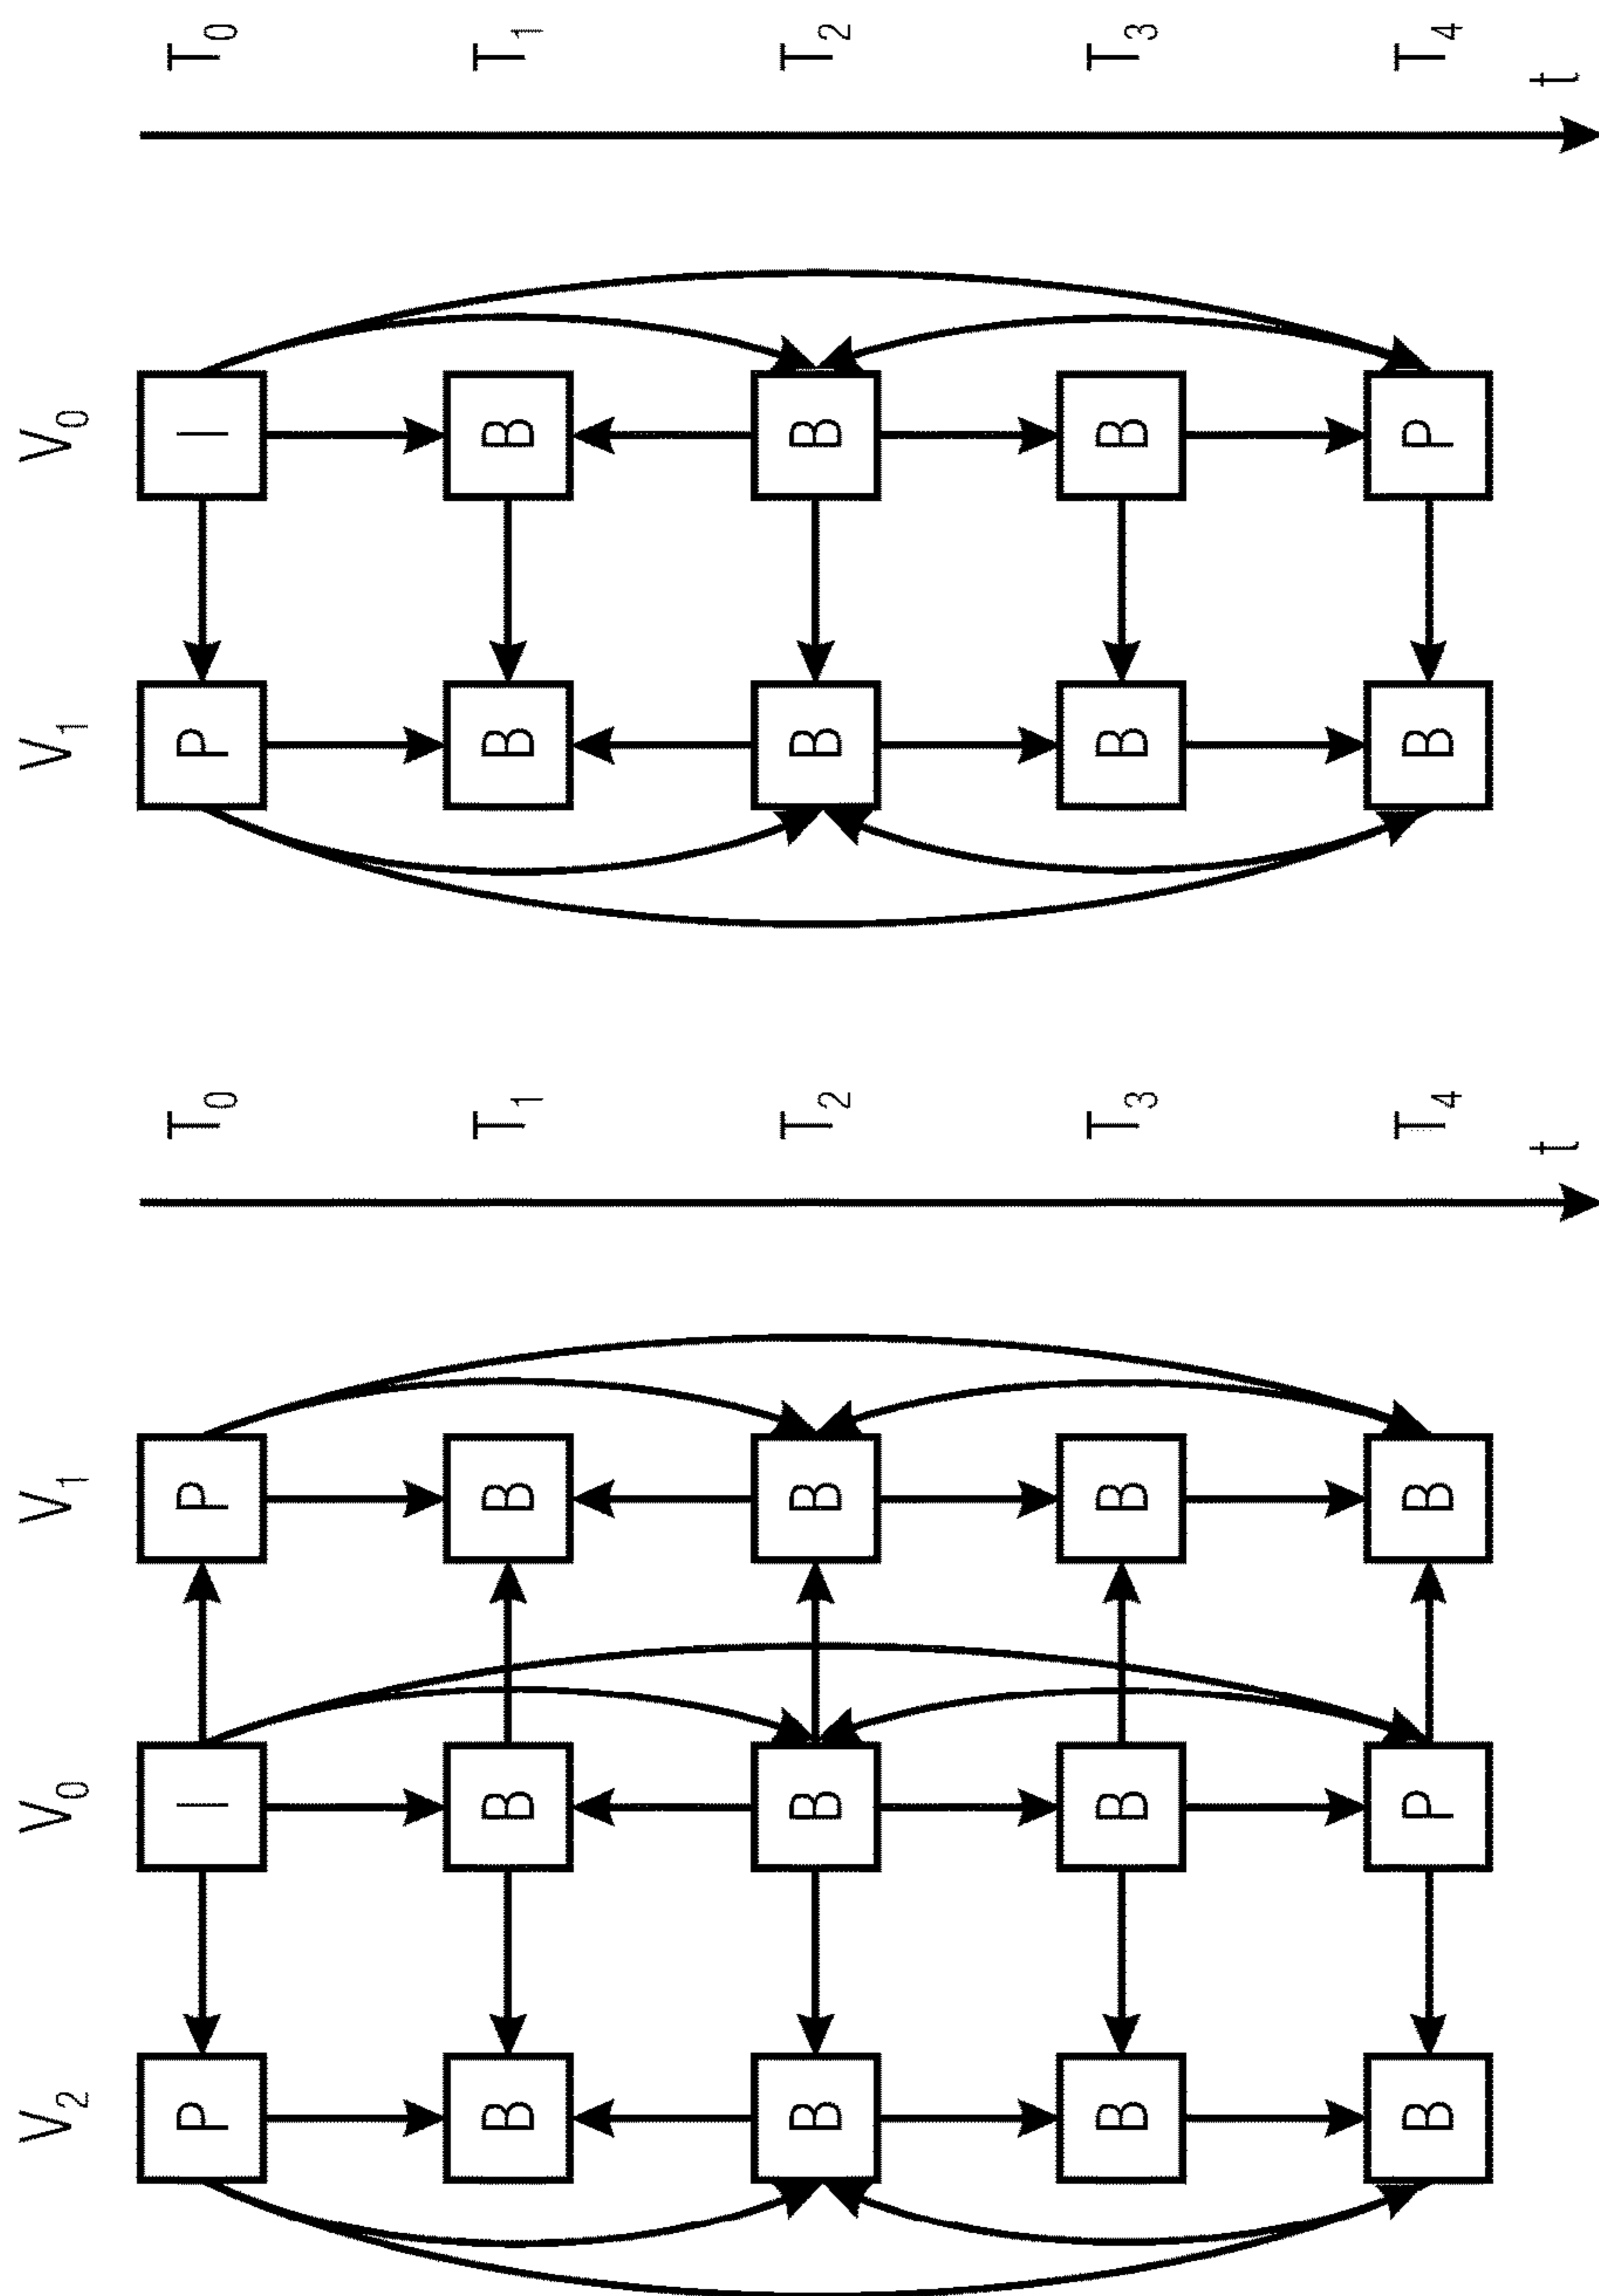 V₂ V₀ V₁
P I P T₀
B B B T₁
B B B T₂
B B B T₃
B P B T₄
t
V₁ V₀
P I T₀
B B T₁
B B T₂
B B T₃
B P T₄
t